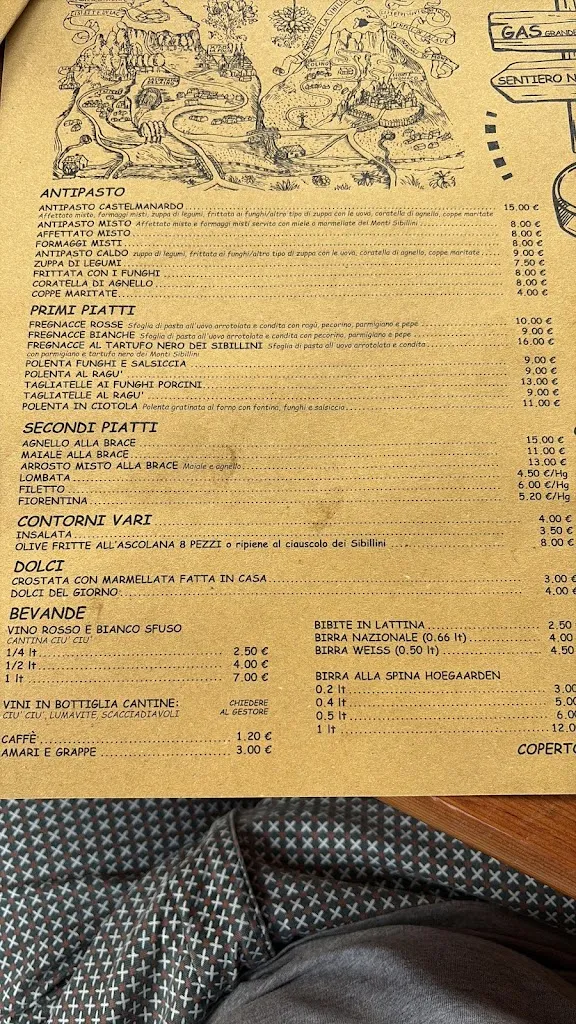 GAS GRANDE
SENTIERO N
ANTIPASTO
ANTIPASTO CASTELMANARDO 15,00 €
Affettato misto, formaggi misti, zuppa di legumi, frittata ai funghi/altro tipo di zuppa con le uova, coratella di agnello, coppe maritate
ANTIPASTO MISTO Affettato misto e formaggi misti servito con miele o marmellate dei Monti Sibillini 8,00 €
AFFETTATO MISTO 8,00 €
FORMAGGI MISTI 8,00 €
ANTIPASTO CALDO zuppa di legumi, frittata ai funghi/altro tipo di zuppa con le uova, coratella di agnello, coppe maritate 9,00 €
ZUPPA DI LEGUMI 7.50 €
FRITTATA CON I FUNGHI 8.00 €
CORATELLA DI AGNELLO 8,00 €
COPPE MARITATE 4,00 €
PRIMI PIATTI
FREGNACCE ROSSE Sfoglia di pasta all'uovo arrotolata e condita con ragù, pecorino, parmigiano e pepe 10,00 €
FREGNACCE BIANCHE Sfoglia di pasta all'uovo arrotolata e condita con pecorino, parmigiano e pepe 9,00 €
FREGNACCE AL TARTUFO NERO DEI SIBILLINI Sfoglia di pasta all'uovo arrotolata e condita 16,00 €
con parmigiano e tartufo nero dei Monti Sibillini
POLENTA FUNGHI E SALSICCIA 9,00 €
POLENTA AL RAGU' 9,00 €
TAGLIATELLE AI FUNGHI PORCINI 13,00 €
TAGLIATELLE AL RAGU' 9,00 €
POLENTA IN CIOTOLA Polenta gratinata al forno con fontina, funghi e salsiccia 11,00 €
SECONDI PIATTI
AGNELLO ALLA BRACE 15,00 €
MAIALE ALLA BRACE 11,00 €
ARROSTO MISTO ALLA BRACE Maiale e agnello 13,00 €
LOMBATA 4.50 €/Hg
FILETTO 6.00 €/Hg
FIORENTINA 5.20 €/Hg
CONTORNI VARI 4.00 €
INSALATA 3.50 €
OLIVE FRITTE ALL'ASCOLANA 8 PEZZI o ripiene al ciauscolo dei Sibillini 8.00 €
DOLCI
CROSTATA CON MARMELLATA FATTA IN CASA 3,00 €
DOLCI DEL GIORNO 4,00 €
BEVANDE
VINO ROSSO E BIANCO SFUSO
CANTINA CIU' CIU'
1/4 lt 2.50 €
1/2 lt 4.00 €
1 lt 7.00 €
VINI IN BOTTIGLIA CANTINE: CHIEDERE
CIU' CIU', LUMAVITE, SCACCIADIAVOLI AL GESTORE
CAFFÈ 1.20 €
AMARI E GRAPPE 3.00 €
BIBITE IN LATTINA 2.50
BIRRA NAZIONALE (0.66 lt) 4.00
BIRRA WEISS (0.50 lt) 4.50
BIRRA ALLA SPINA HOEGAARDEN
0.2 lt 3.00
0.4 lt 5.00
0.5 lt 6.00
1 lt 12.0
COPERTO